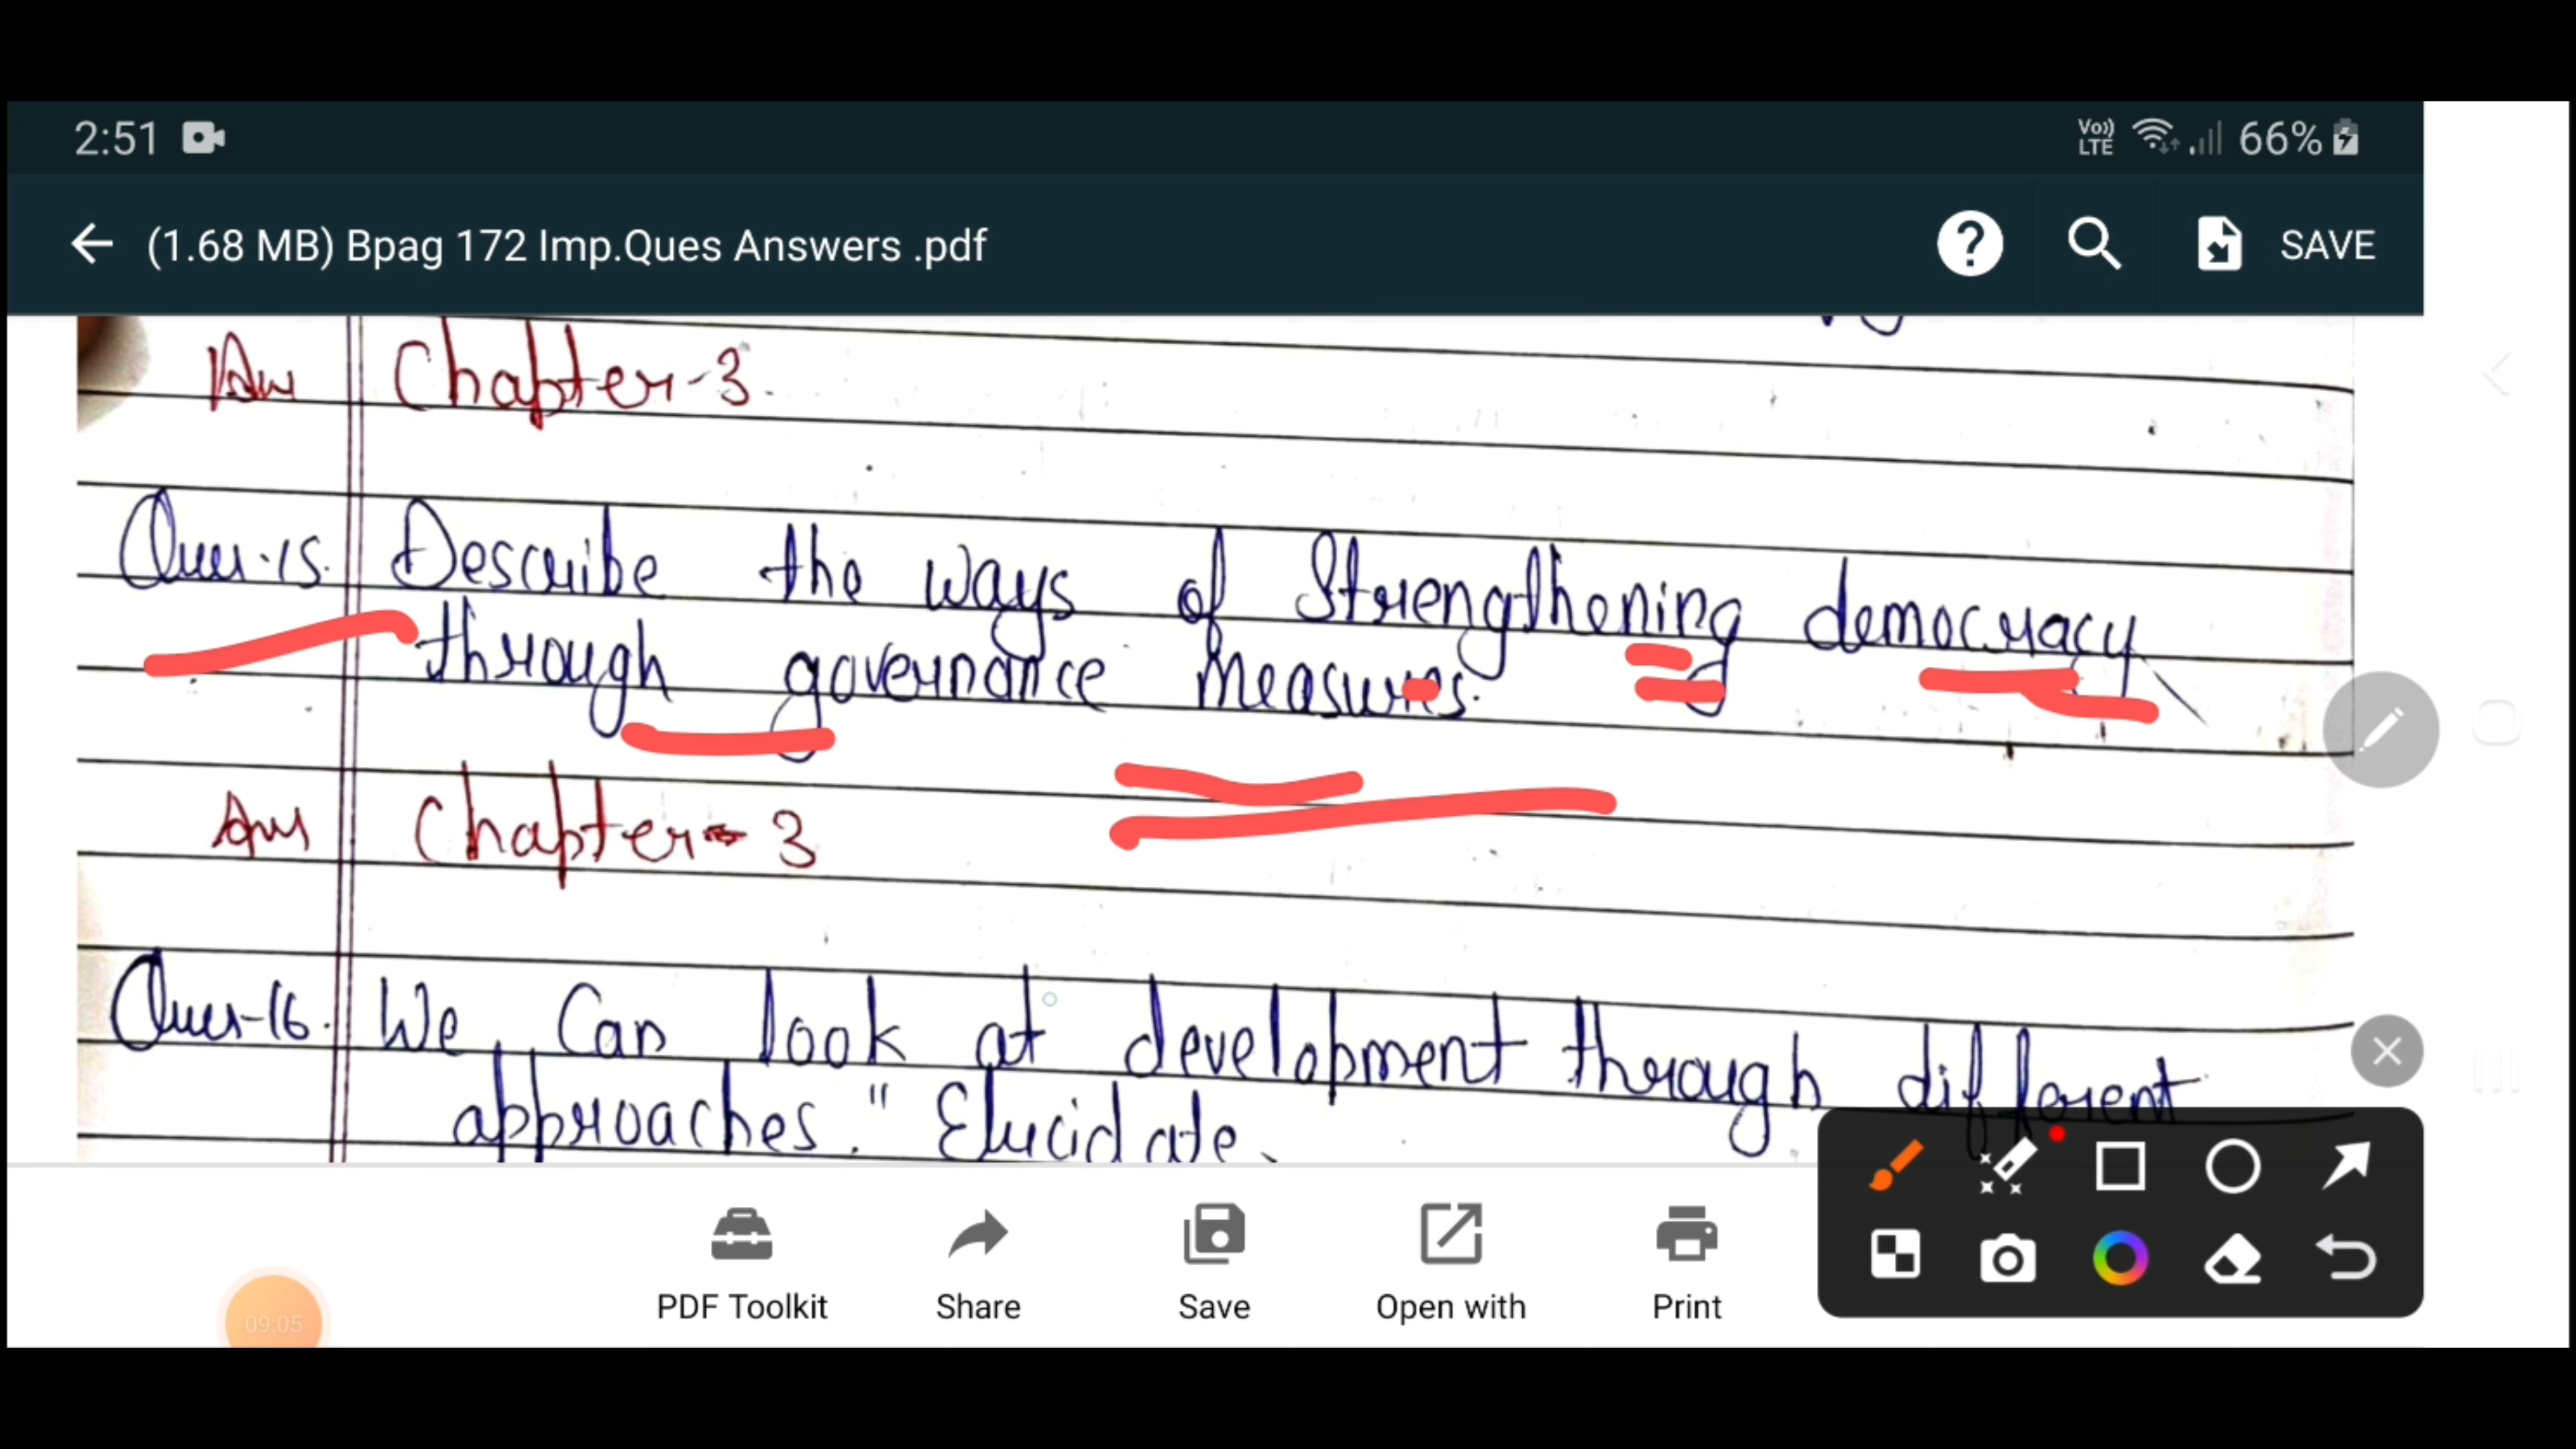 2:51 Vo)) LTE 66%
(1.68 MB) Bpag 172 Imp.Ques Answers .pdf SAVE
Ans Chapter-3.
Ques-15. Describe the ways of Strengthening democracy
through governance measures.
Ans Chapter-3
Ques-16. We Can look at development through different
approaches." Elucidate.
PDF Toolkit Share Save Open with Print
09:05